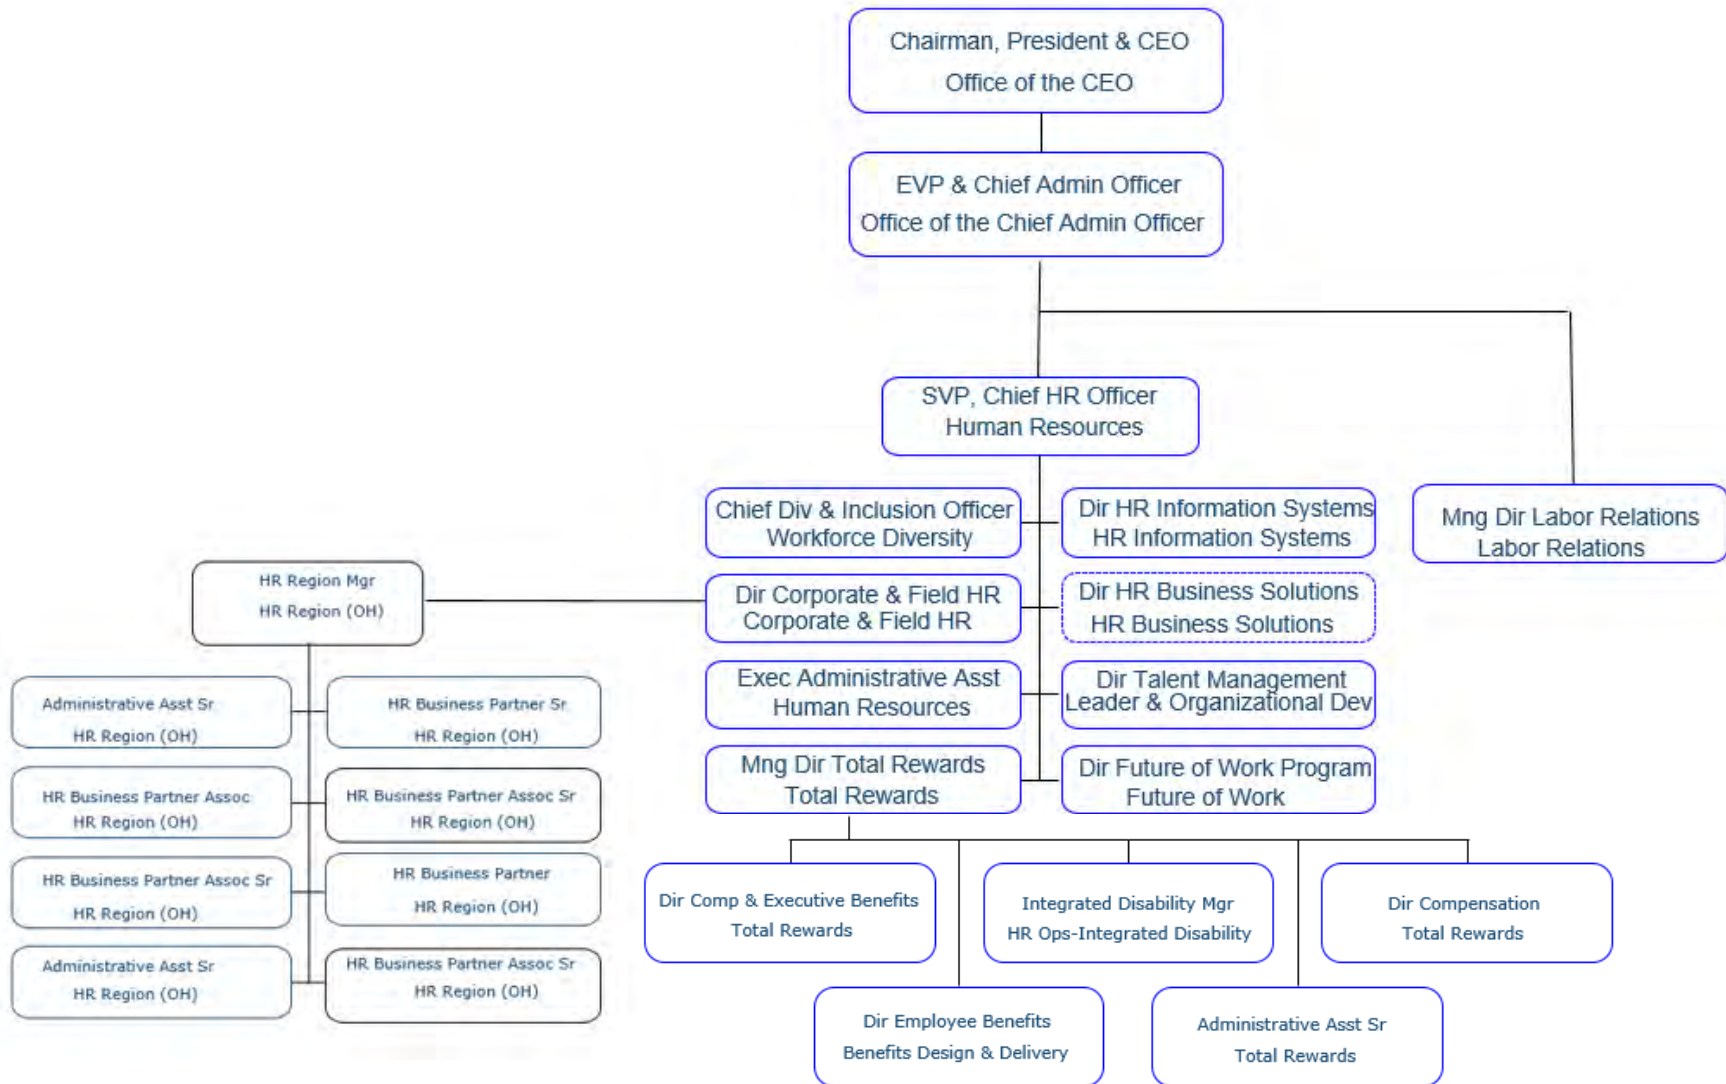 Chairman, President & CEO
Office of the CEO
EVP & Chief Admin Officer
Office of the Chief Admin Officer
SVP, Chief HR Officer
Human Resources
Chief Div & Inclusion Officer
Workforce Diversity
Dir HR Information Systems
HR Information Systems
Mng Dir Labor Relations
Labor Relations
HR Region Mgr
HR Region (OH)
Dir Corporate & Field HR
Corporate & Field HR
Dir HR Business Solutions
HR Business Solutions
Exec Administrative Asst
Human Resources
Dir Talent Management
Leader & Organizational Dev
Mng Dir Total Rewards
Total Rewards
Dir Future of Work Program
Future of Work
Administrative Asst Sr
HR Region (OH)
HR Business Partner Sr
HR Region (OH)
HR Business Partner Assoc
HR Region (OH)
HR Business Partner Assoc Sr
HR Region (OH)
HR Business Partner Assoc Sr
HR Region (OH)
HR Business Partner
HR Region (OH)
Administrative Asst Sr
HR Region (OH)
HR Business Partner Assoc Sr
HR Region (OH)
Dir Comp & Executive Benefits
Total Rewards
Integrated Disability Mgr
HR Ops-Integrated Disability
Dir Compensation
Total Rewards
Dir Employee Benefits
Benefits Design & Delivery
Administrative Asst Sr
Total Rewards